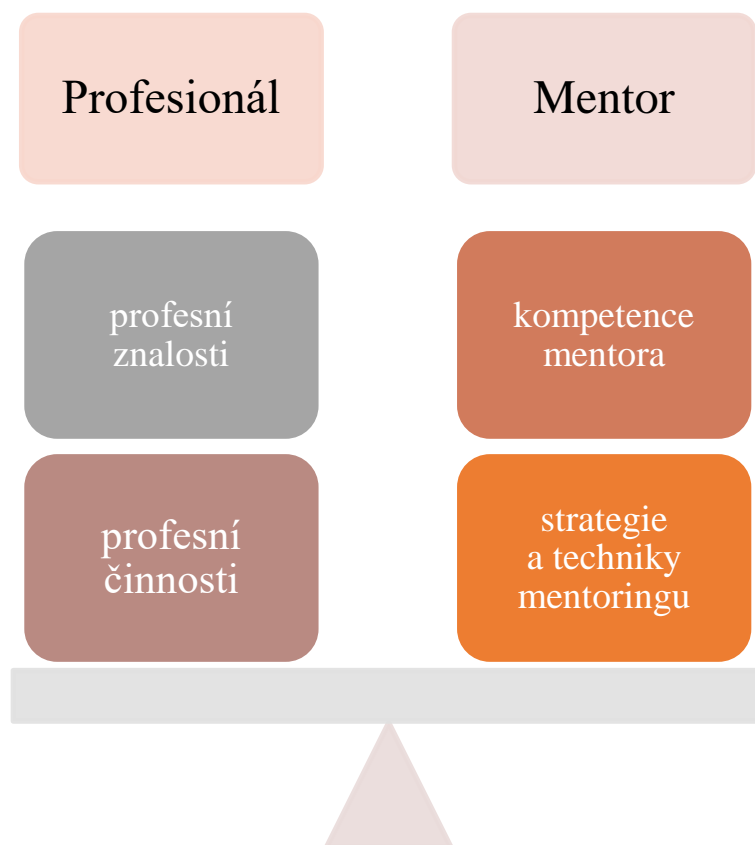 Profesionál
Mentor
profesní
znalosti
kompetence
mentora
profesní
činnosti
strategie
a techniky
mentoringu